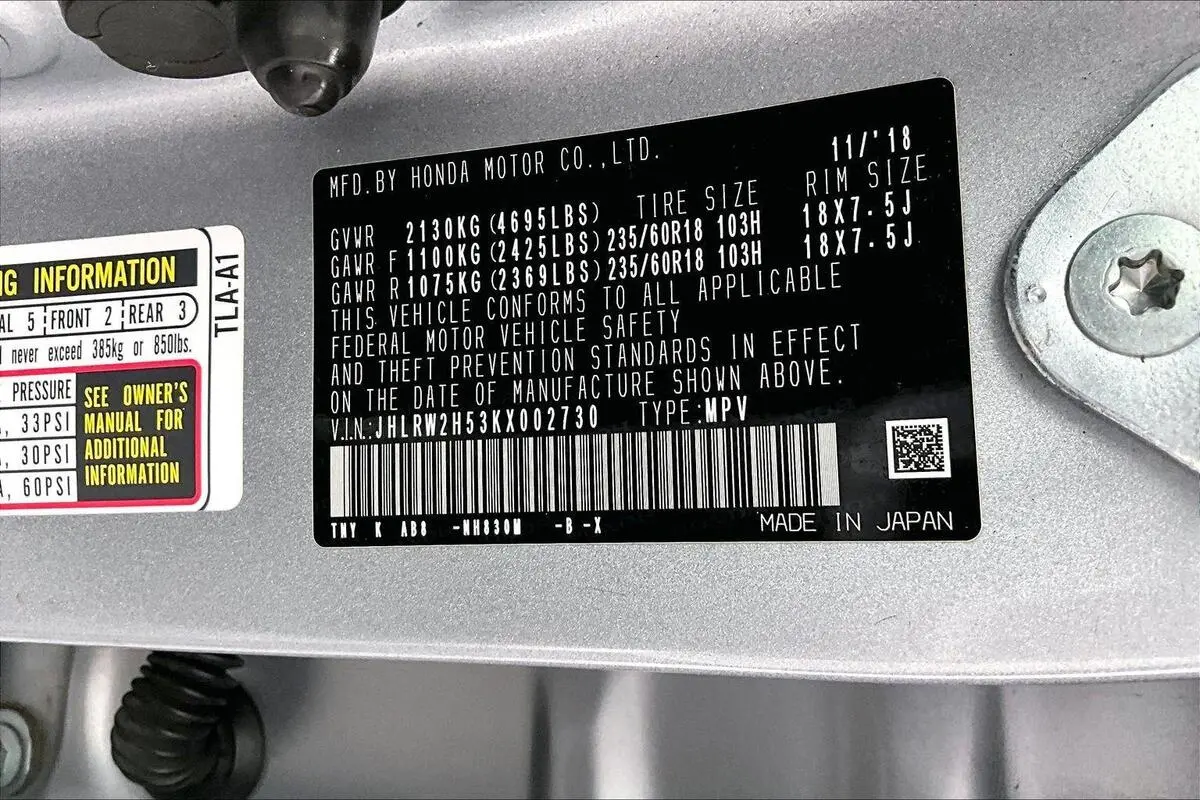 NG INFORMATION
AL 5 FRONT 2 REAR 3
never exceed 385kg or 850lbs.
PRESSURE
33PSI
30PSI
60PSI
SEE OWNER'S
MANUAL FOR
ADDITIONAL
INFORMATION
TLA-A1
MFD.BY HONDA MOTOR CO.,LTD. 11/'18
TIRE SIZE RIM SIZE
GVWR 2130KG(4695LBS)
GAWR F 1100KG(2425LBS) 235/60R18 103H 18X7.5J
GAWR R 1075KG(2369LBS) 235/60R18 103H 18X7.5J
THIS VEHICLE CONFORMS TO ALL APPLICABLE
FEDERAL MOTOR VEHICLE SAFETY
AND THEFT PREVENTION STANDARDS IN EFFECT
ON THE DATE OF MANUFACTURE SHOWN ABOVE.
V.I.N.:JHLRW2H53KX002730 TYPE:MPV
TNY K AB8 -NH830M -B -X
MADE IN JAPAN